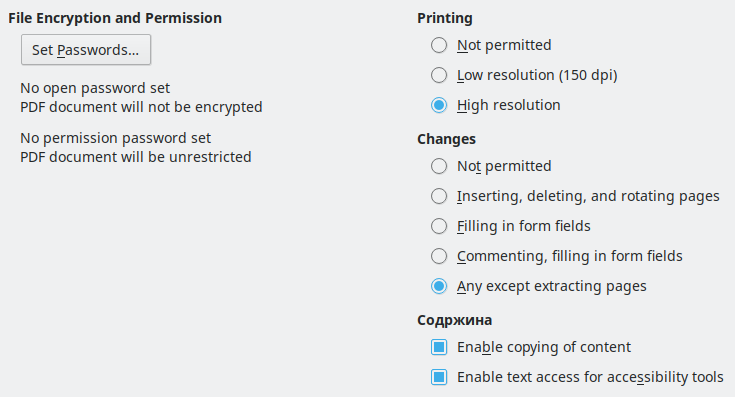 File Encryption and Permission
Set Passwords...
No open password set
PDF document will not be encrypted
No permission password set
PDF document will be unrestricted
Printing
Not permitted
Low resolution (150 dpi)
High resolution
Changes
Not permitted
Inserting, deleting, and rotating pages
Filling in form fields
Commenting, filling in form fields
Any except extracting pages
Содржина
Enable copying of content
Enable text access for accessibility tools